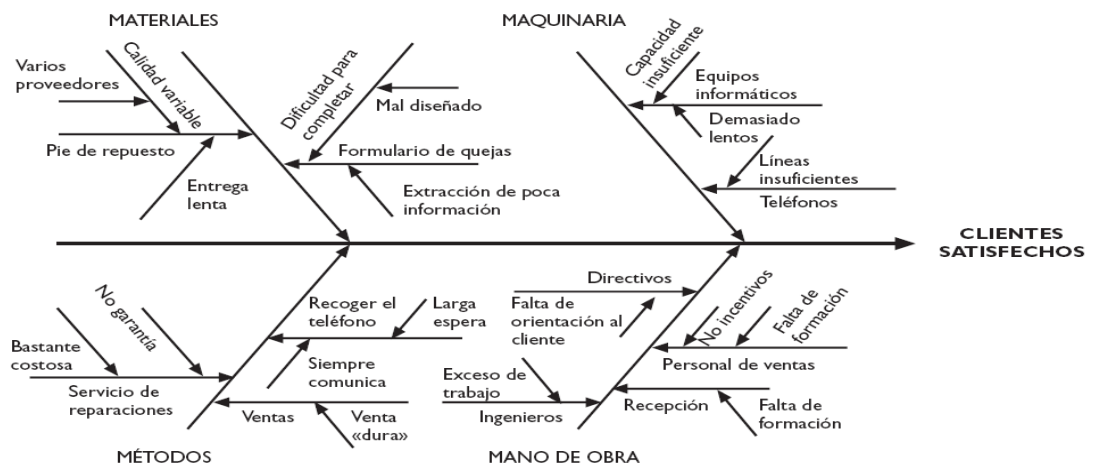 MATERIALES
MAQUINARIA
Varios
proveedores
Calidad variable
Pie de repuesto
Entrega
lenta
Dificultad para
completar
Mal diseñado
Formulario de quejas
Extracción de poca
información
Capacidad
insuficiente
Equipos
informáticos
Demasiado
lentos
Líneas
insuficientes
Teléfonos
CLIENTES
SATISFECHOS
No garantía
Bastante
costosa
Servicio de
reparaciones
Recoger el
teléfono
Larga
espera
Siempre
comunica
Ventas
Venta
«dura»
Directivos
Falta de
orientación al
cliente
No incentivos
Falta de
formación
Personal de ventas
Exceso de
trabajo
Ingenieros
Recepción
Falta de
formación
MÉTODOS
MANO DE OBRA